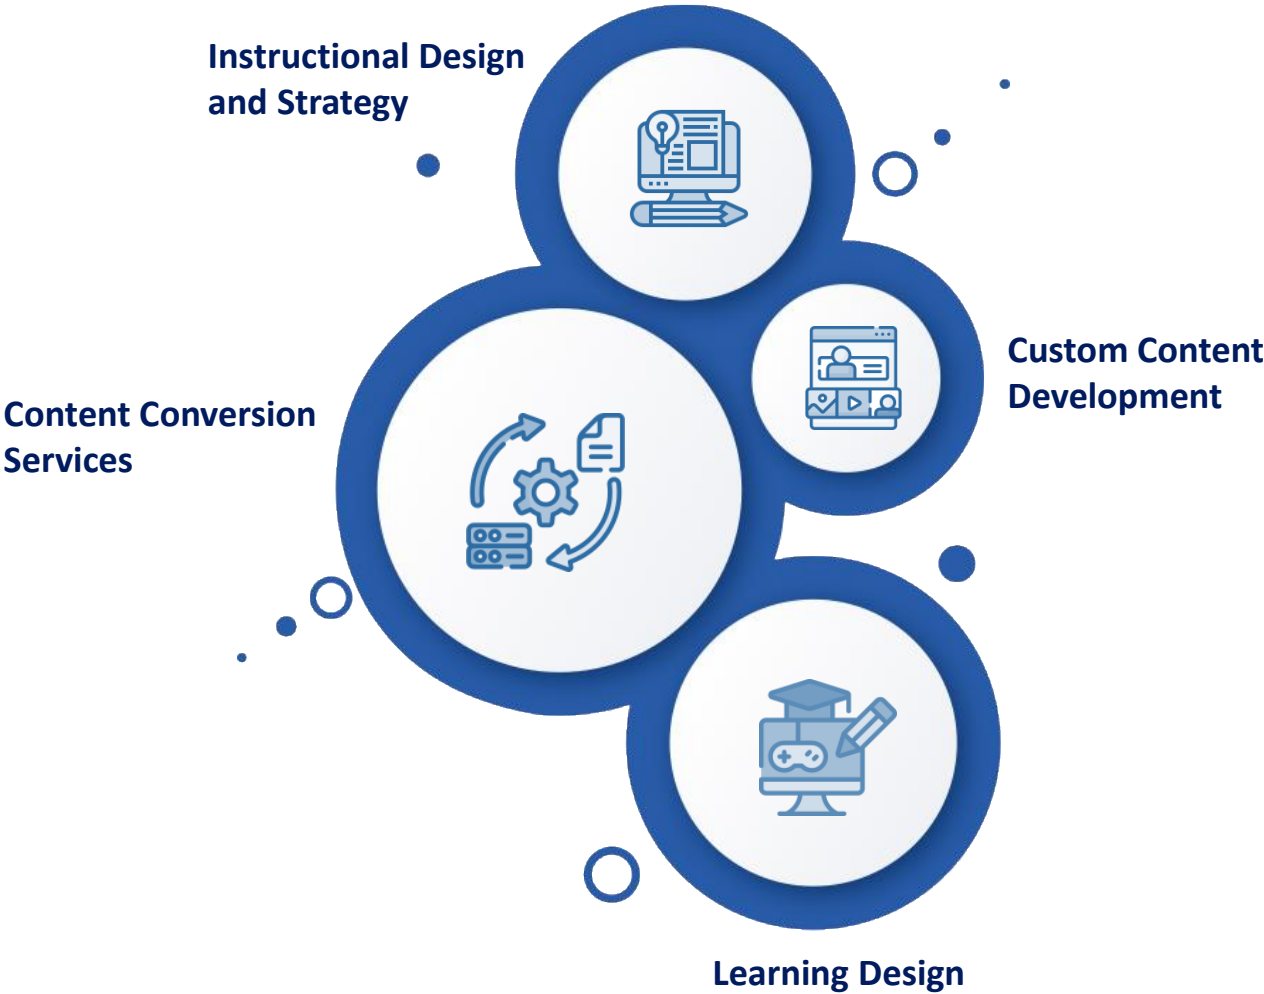 Instructional Design
and Strategy
Custom Content
Development
Content Conversion
Services
Learning Design